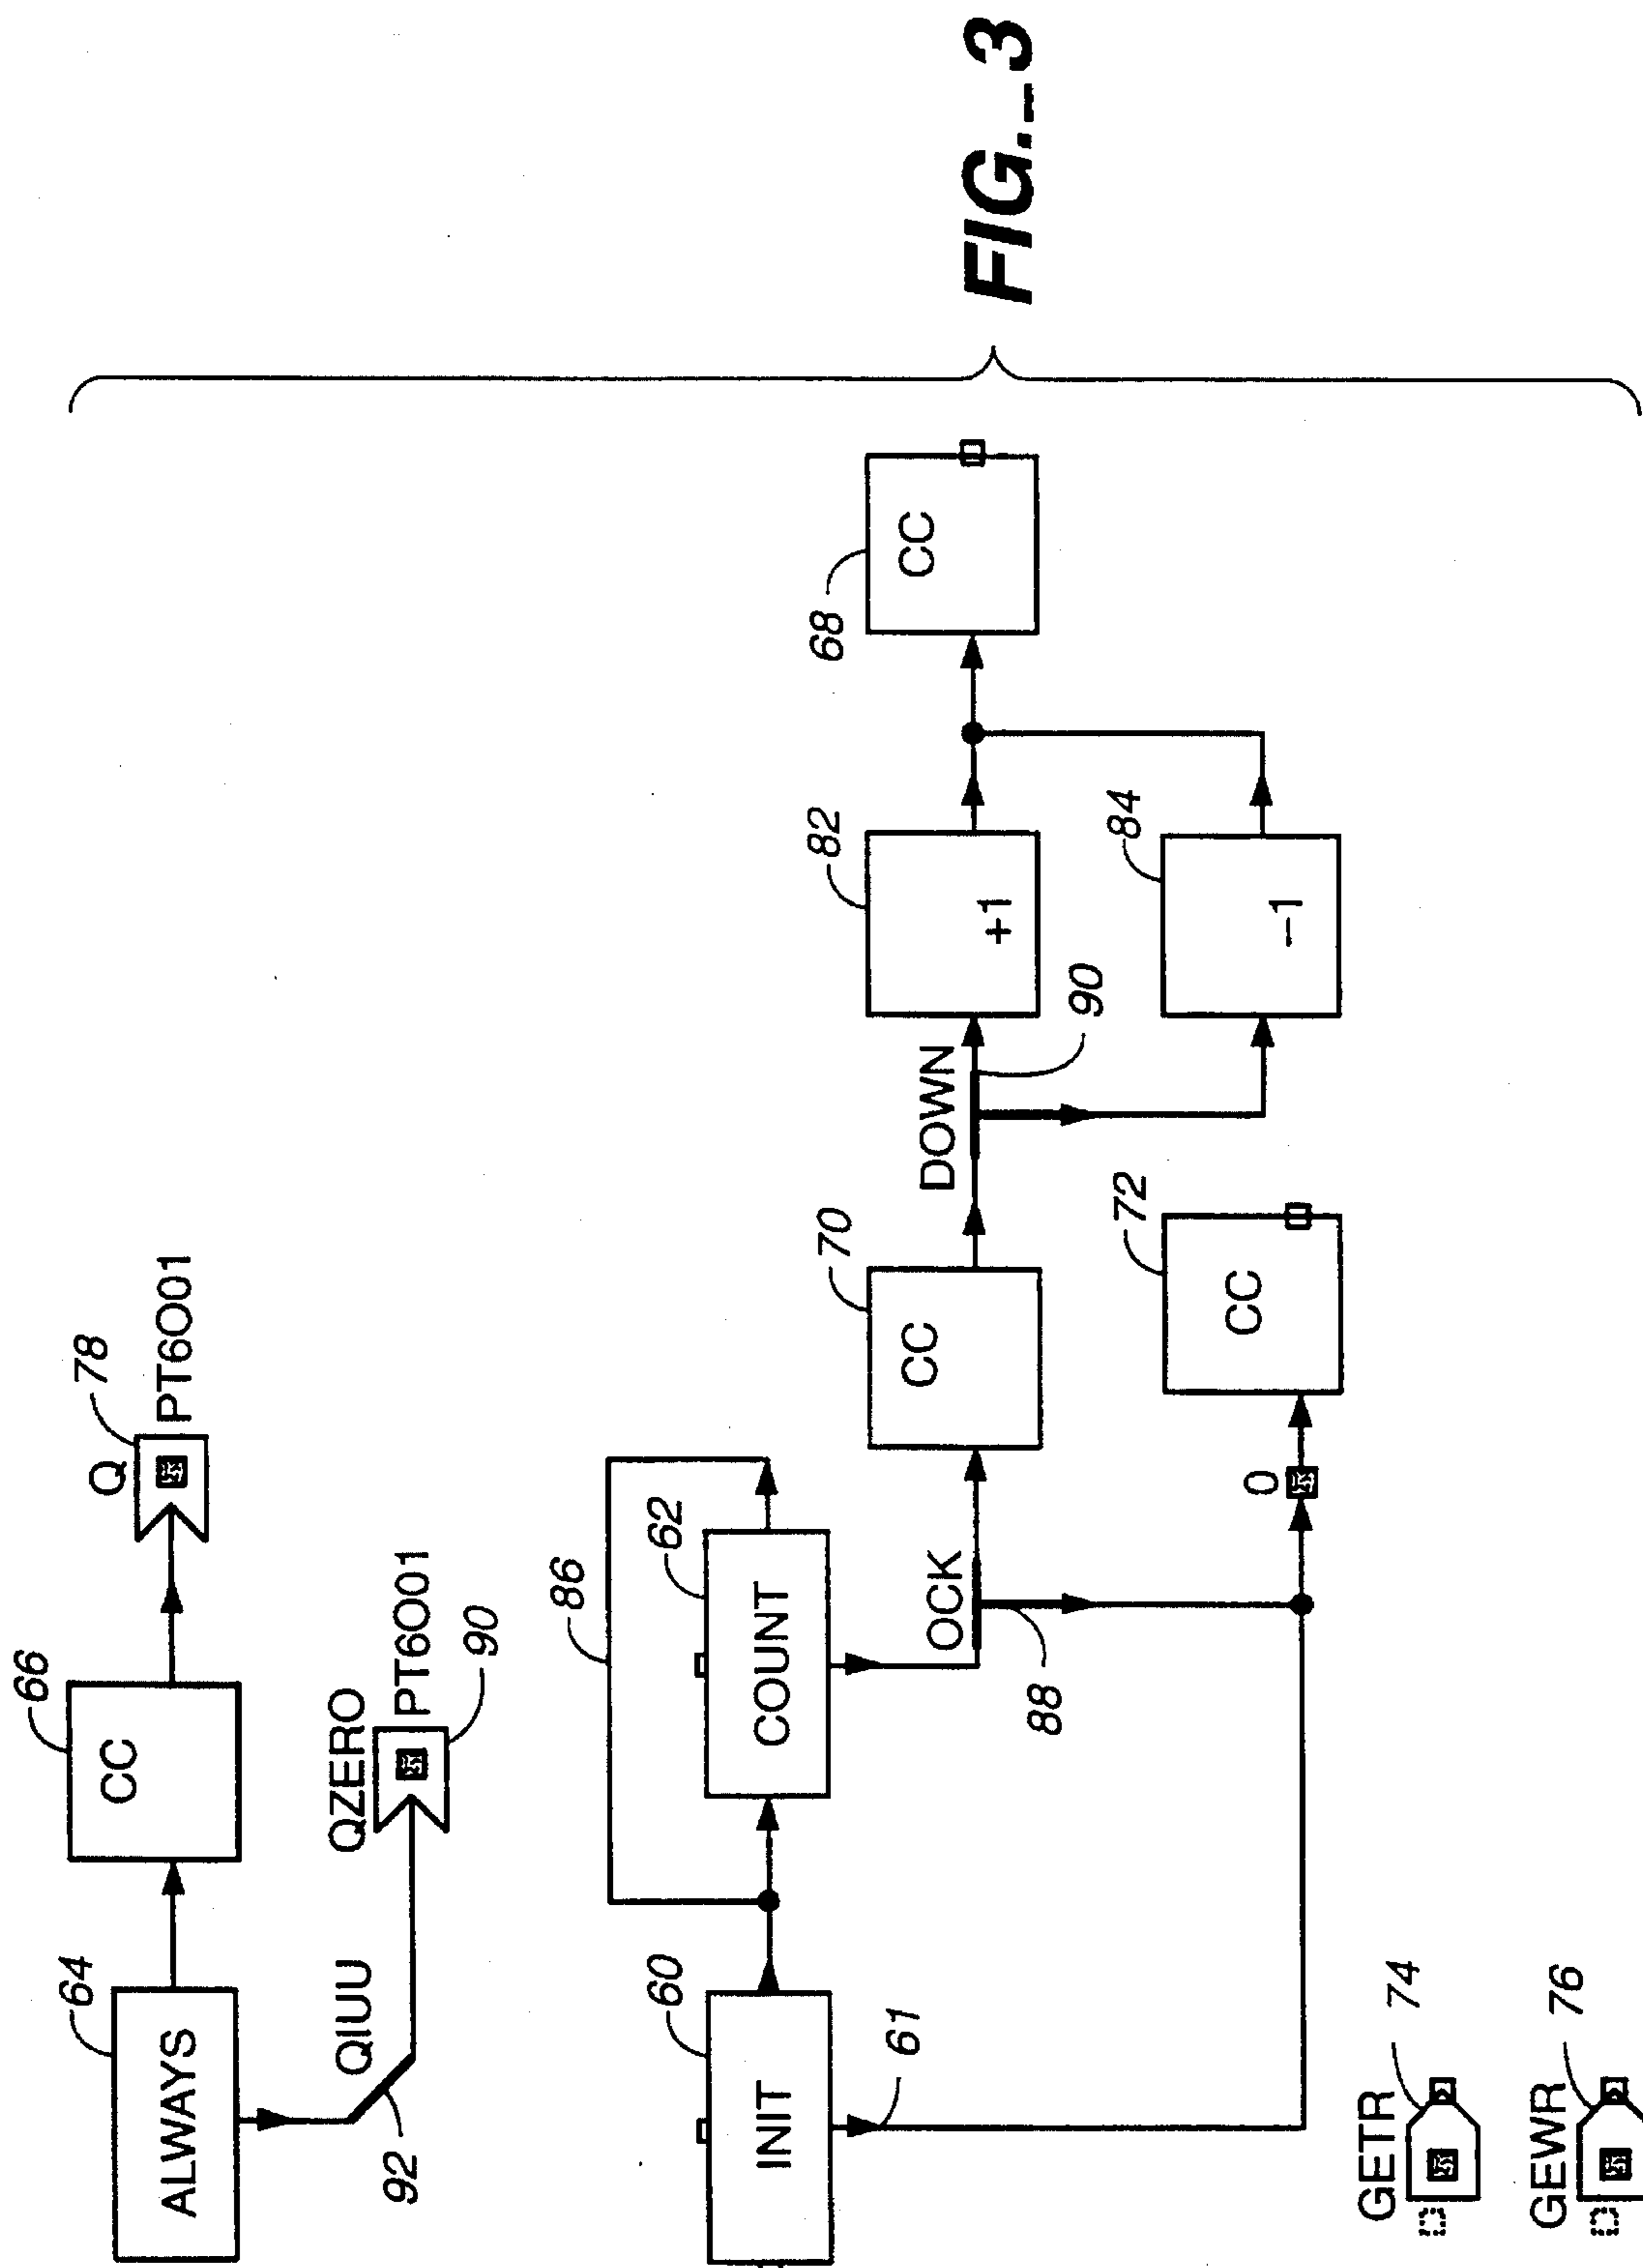 64
ALWAYS
66
CC
78
Q
PT6O01
92
QIUU
QZERO
PT6O01
90
86
60
INIT
61
62
COUNT
OCK
88
70
CC
DOWN
90
82
+1
68
CC
84
−1
0
72
CC
GETR
74
GEWR
76
FIG._3